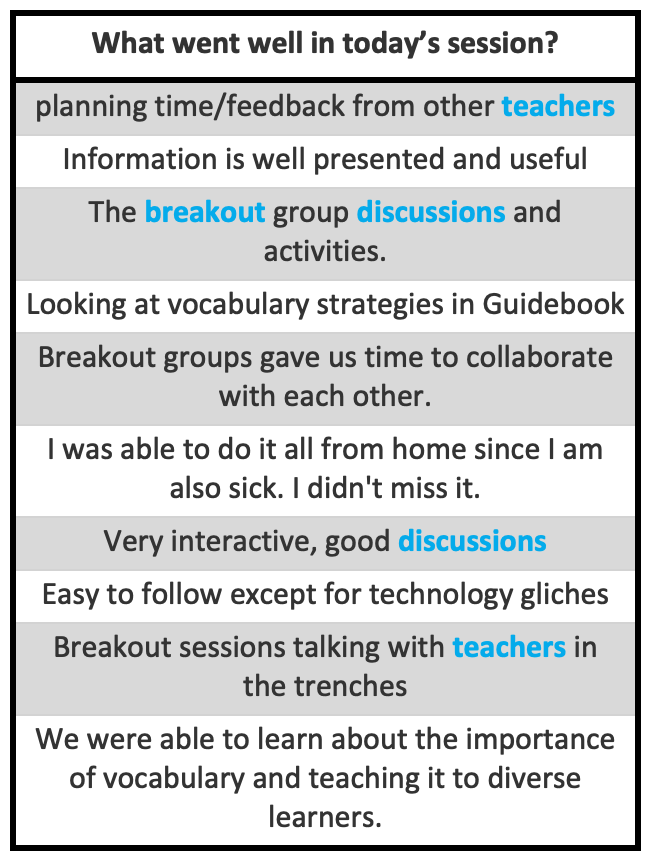 What went well in today’s session?
planning time/feedback from other teachers
Information is well presented and useful
The breakout group discussions and
activities.
Looking at vocabulary strategies in Guidebook
Breakout groups gave us time to collaborate
with each other.
I was able to do it all from home since I am
also sick. I didn't miss it.
Very interactive, good discussions
Easy to follow except for technology gliches
Breakout sessions talking with teachers in
the trenches
We were able to learn about the importance
of vocabulary and teaching it to diverse
learners.